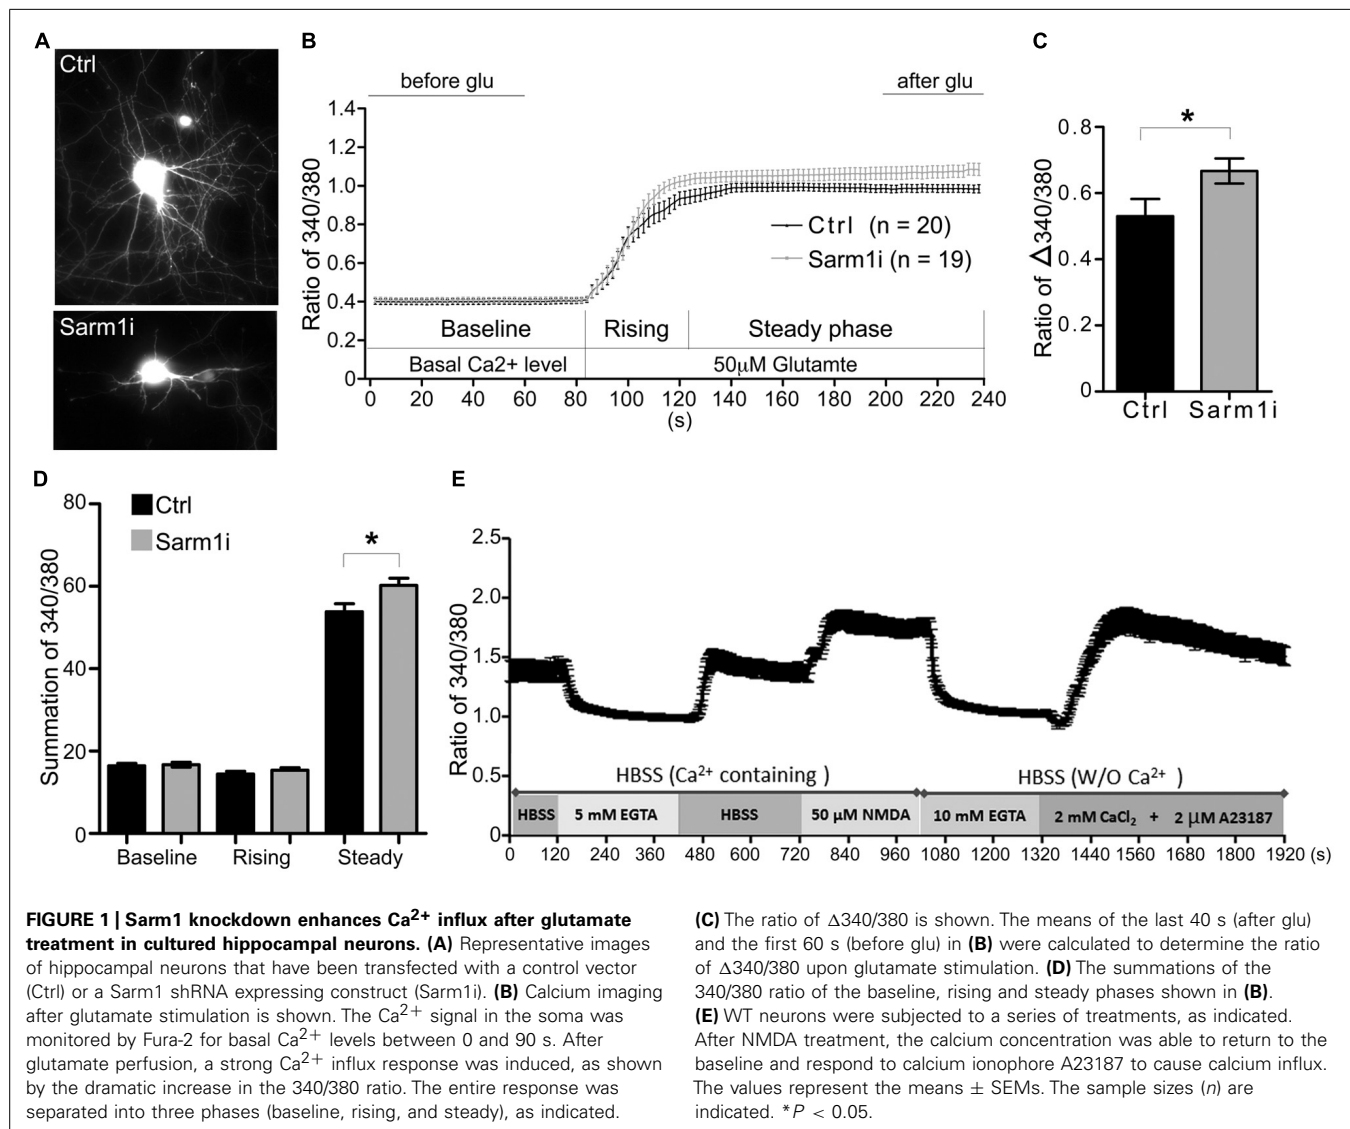 A
Ctrl
Sarm1i
B
before glu
after glu
Ratio of 340/380
1.4
1.2
1.0
0.8
0.6
0.4
0.2
0
Ctrl (n = 20)
Sarm1i (n = 19)
Baseline
Rising
Steady phase
Basal Ca2+ level
50μM Glutamte
0 20 40 60 80 100 120 140 160 180 200 220 240
(s)
C
*
Ratio of Δ340/380
0.8
0.6
0.4
0.2
0
Ctrl Sarm1i
D
Summation of 340/380
80
60
40
20
0
Ctrl
Sarm1i
*
Baseline Rising Steady
E
Ratio of 340/380
2.5
2.0
1.5
1.0
0.5
0
HBSS (Ca²⁺ containing )
HBSS (W/O Ca²⁺ )
HBSS
5 mM EGTA
HBSS
50 μM NMDA
10 mM EGTA
2 mM CaCl₂ + 2 μM A23187
0 120 240 360 480 600 720 840 960 1080 1200 1320 1440 1560 1680 1800 1920 (s)
FIGURE 1 | Sarm1 knockdown enhances Ca²⁺ influx after glutamate
treatment in cultured hippocampal neurons. (A) Representative images
of hippocampal neurons that have been transfected with a control vector
(Ctrl) or a Sarm1 shRNA expressing construct (Sarm1i). (B) Calcium imaging
after glutamate stimulation is shown. The Ca²⁺ signal in the soma was
monitored by Fura-2 for basal Ca²⁺ levels between 0 and 90 s. After
glutamate perfusion, a strong Ca²⁺ influx response was induced, as shown
by the dramatic increase in the 340/380 ratio. The entire response was
separated into three phases (baseline, rising, and steady), as indicated.
(C) The ratio of Δ340/380 is shown. The means of the last 40 s (after glu)
and the first 60 s (before glu) in (B) were calculated to determine the ratio
of Δ340/380 upon glutamate stimulation. (D) The summations of the
340/380 ratio of the baseline, rising and steady phases shown in (B).
(E) WT neurons were subjected to a series of treatments, as indicated.
After NMDA treatment, the calcium concentration was able to return to the
baseline and respond to calcium ionophore A23187 to cause calcium influx.
The values represent the means ± SEMs. The sample sizes (n) are
indicated. *P < 0.05.